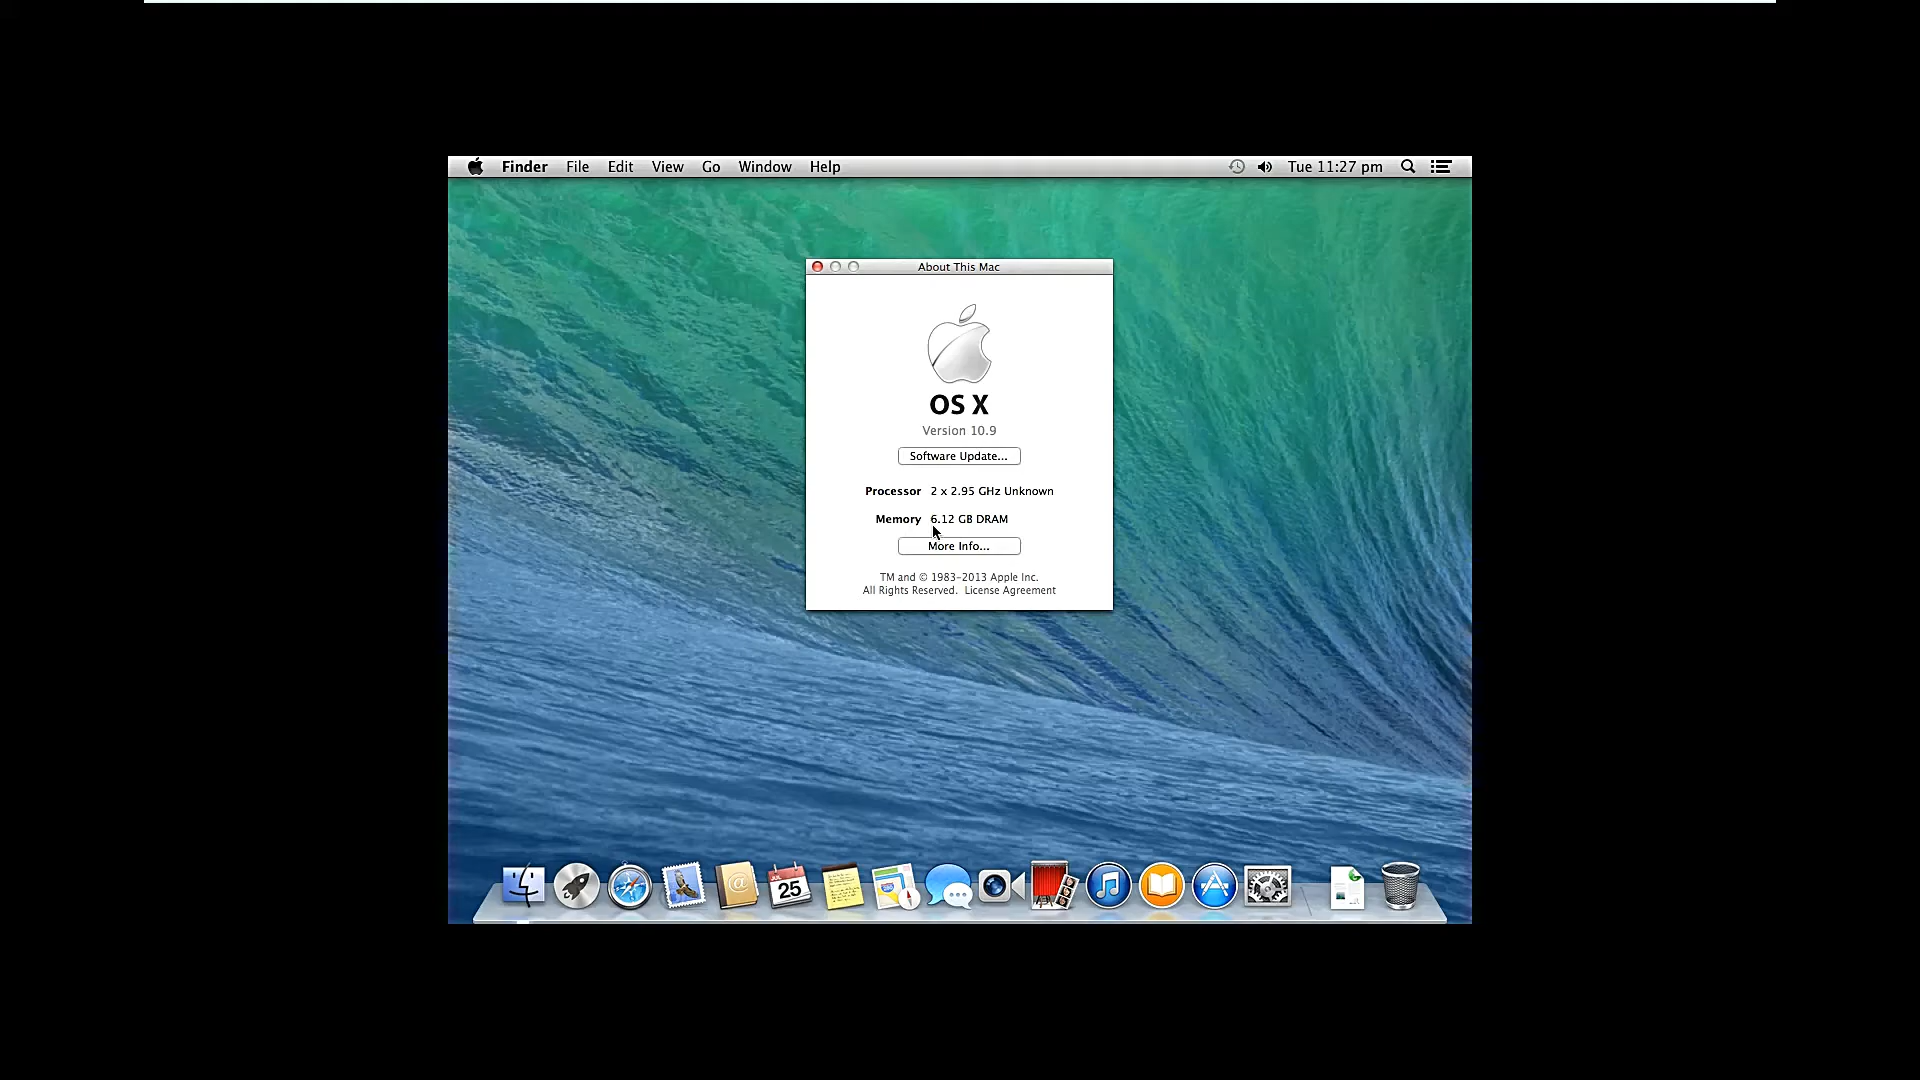 Finder File Edit View Go Window Help Tue 11:27 pm
About This Mac
OS X
Version 10.9
Software Update...
Processor 2 x 2.95 GHz Unknown
Memory 6.12 GB DRAM
More Info...
TM and © 1983-2013 Apple Inc.
All Rights Reserved. License Agreement
JUL
25
@